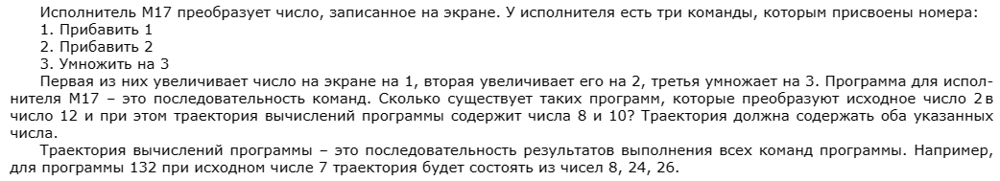 Исполнитель М17 преобразует число, записанное на экране. У исполнителя есть три команды, которым присвоены номера:
1. Прибавить 1
2. Прибавить 2
3. Умножить на 3
Первая из них увеличивает число на экране на 1, вторая увеличивает его на 2, третья умножает на 3. Программа для испол-
нителя М17 – это последовательность команд. Сколько существует таких программ, которые преобразуют исходное число 2 в
число 12 и при этом траектория вычислений программы содержит числа 8 и 10? Траектория должна содержать оба указанных
числа.
Траектория вычислений программы – это последовательность результатов выполнения всех команд программы. Например,
для программы 132 при исходном числе 7 траектория будет состоять из чисел 8, 24, 26.